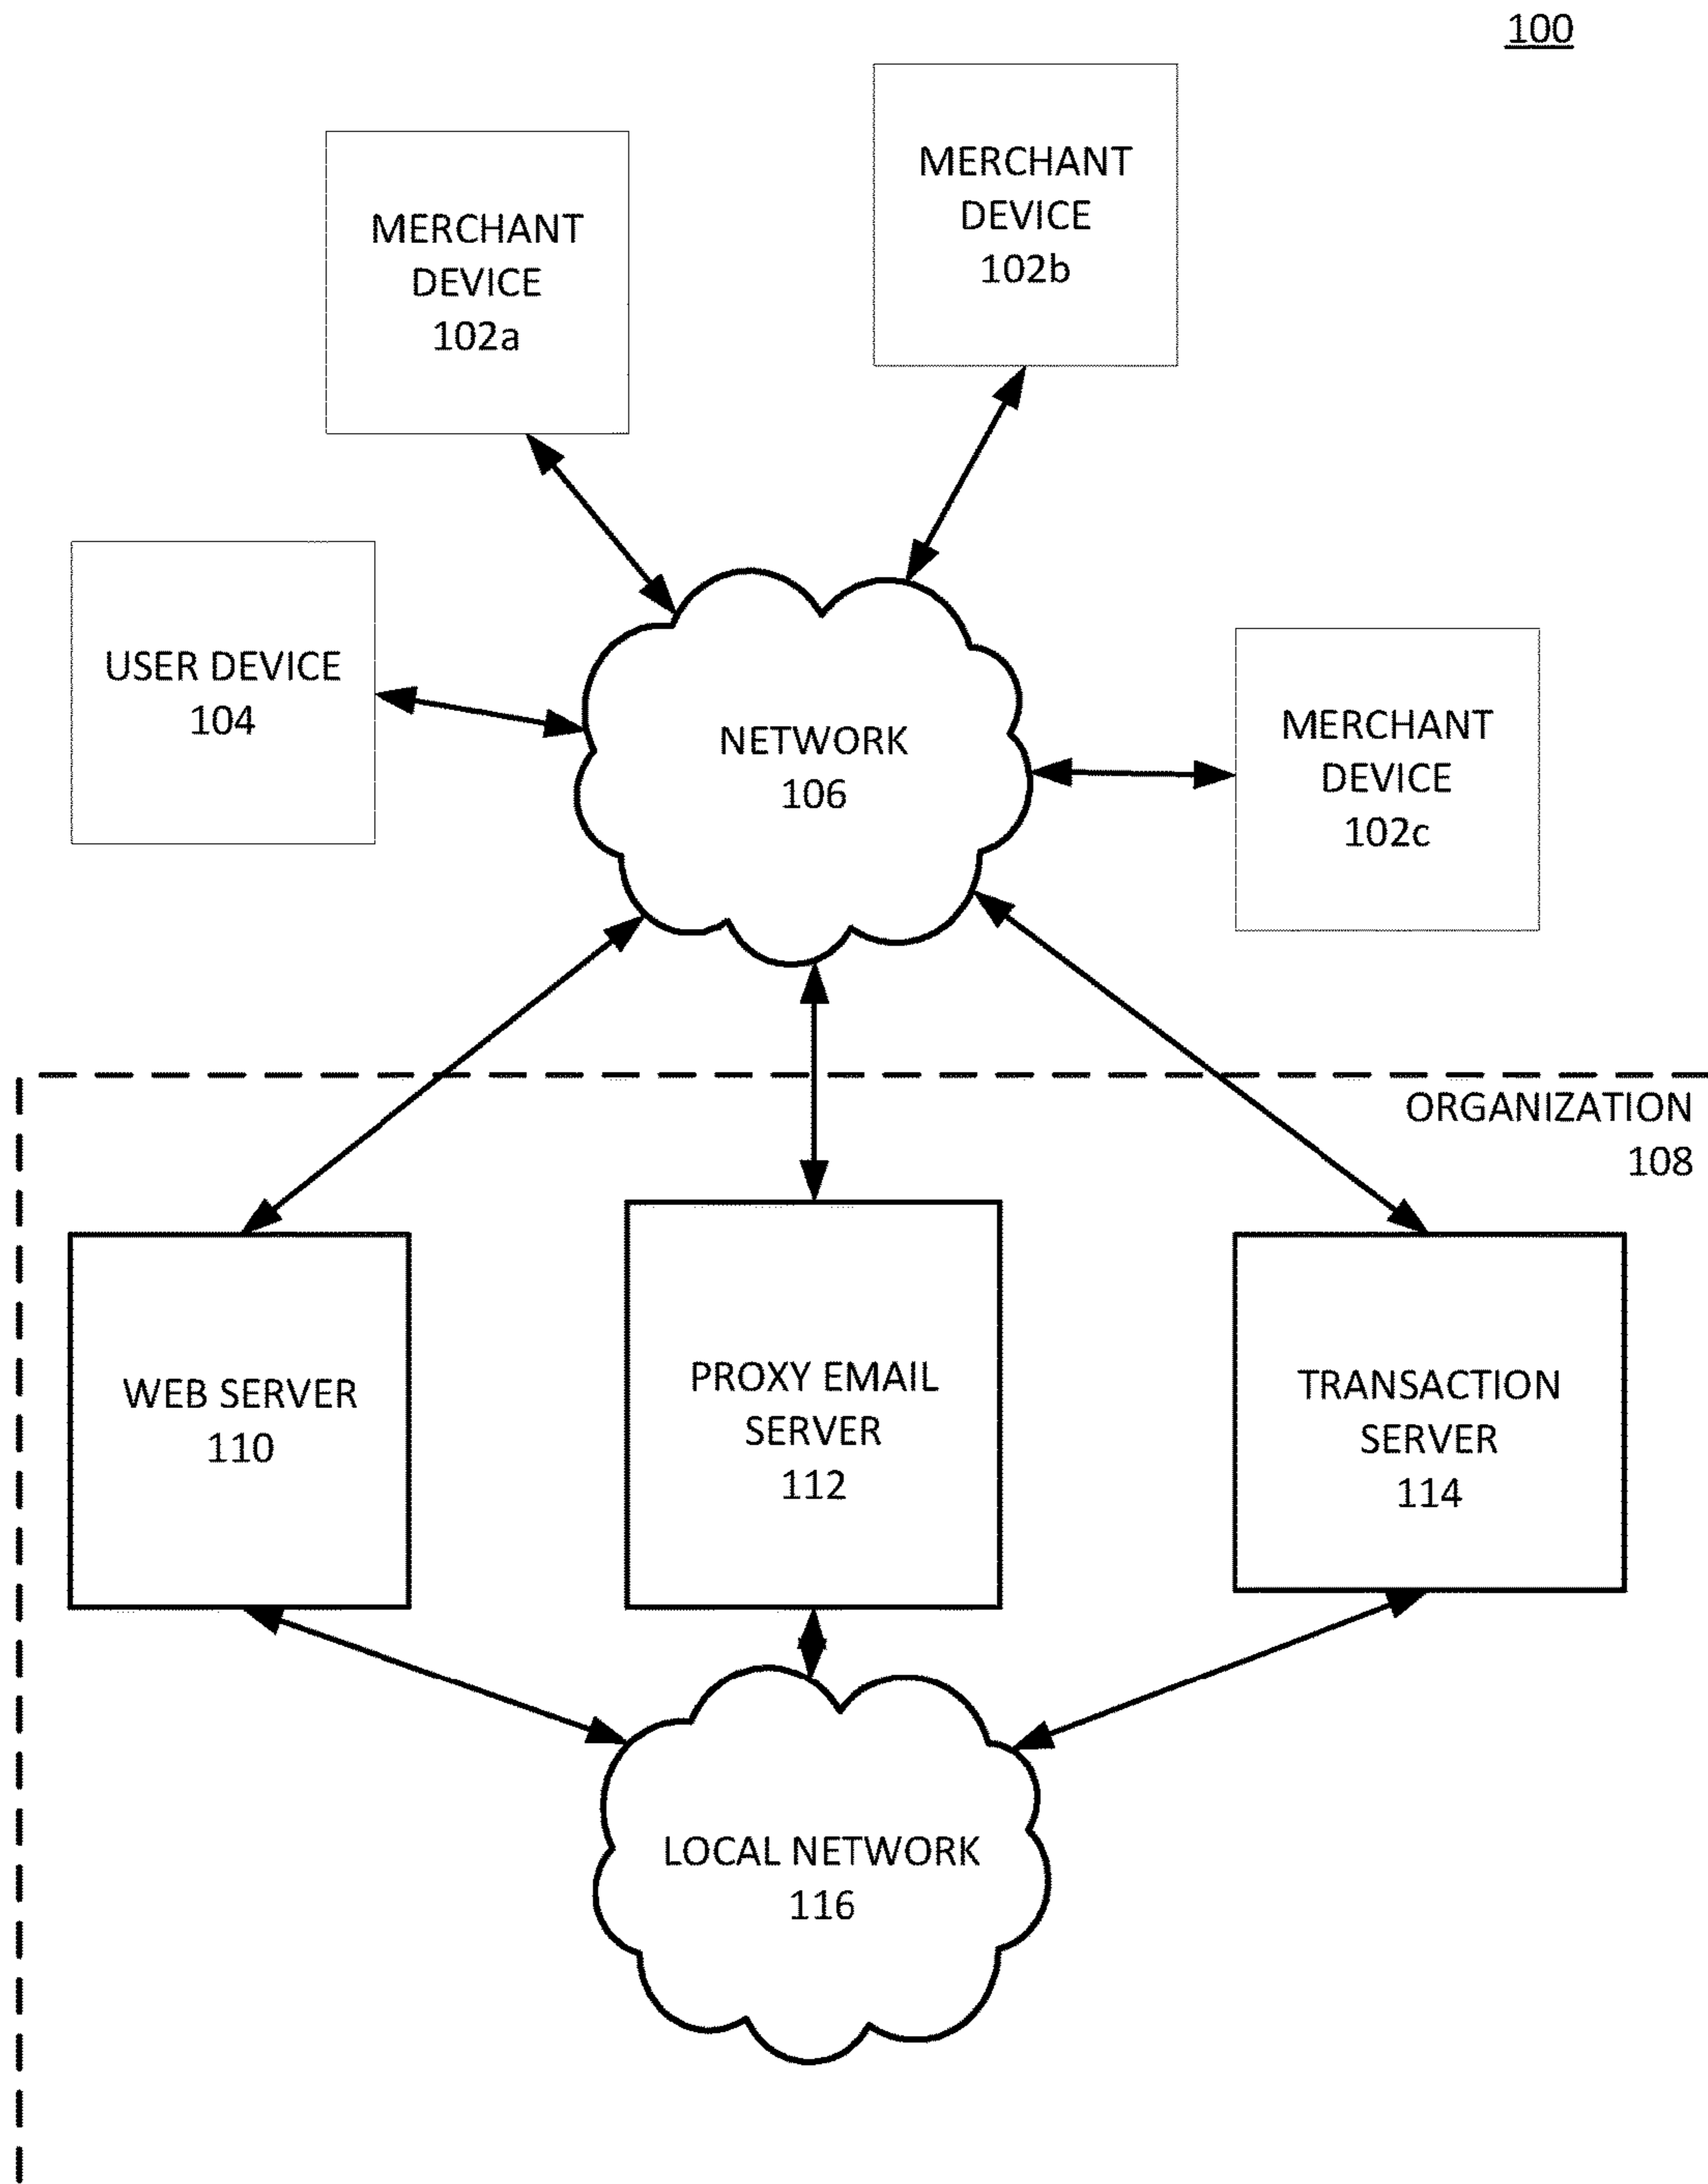 100
MERCHANT
DEVICE
102b
MERCHANT
DEVICE
102a
USER DEVICE
104
NETWORK
106
MERCHANT
DEVICE
102c
ORGANIZATION
108
WEB SERVER
110
PROXY EMAIL
SERVER
112
TRANSACTION
SERVER
114
LOCAL NETWORK
116